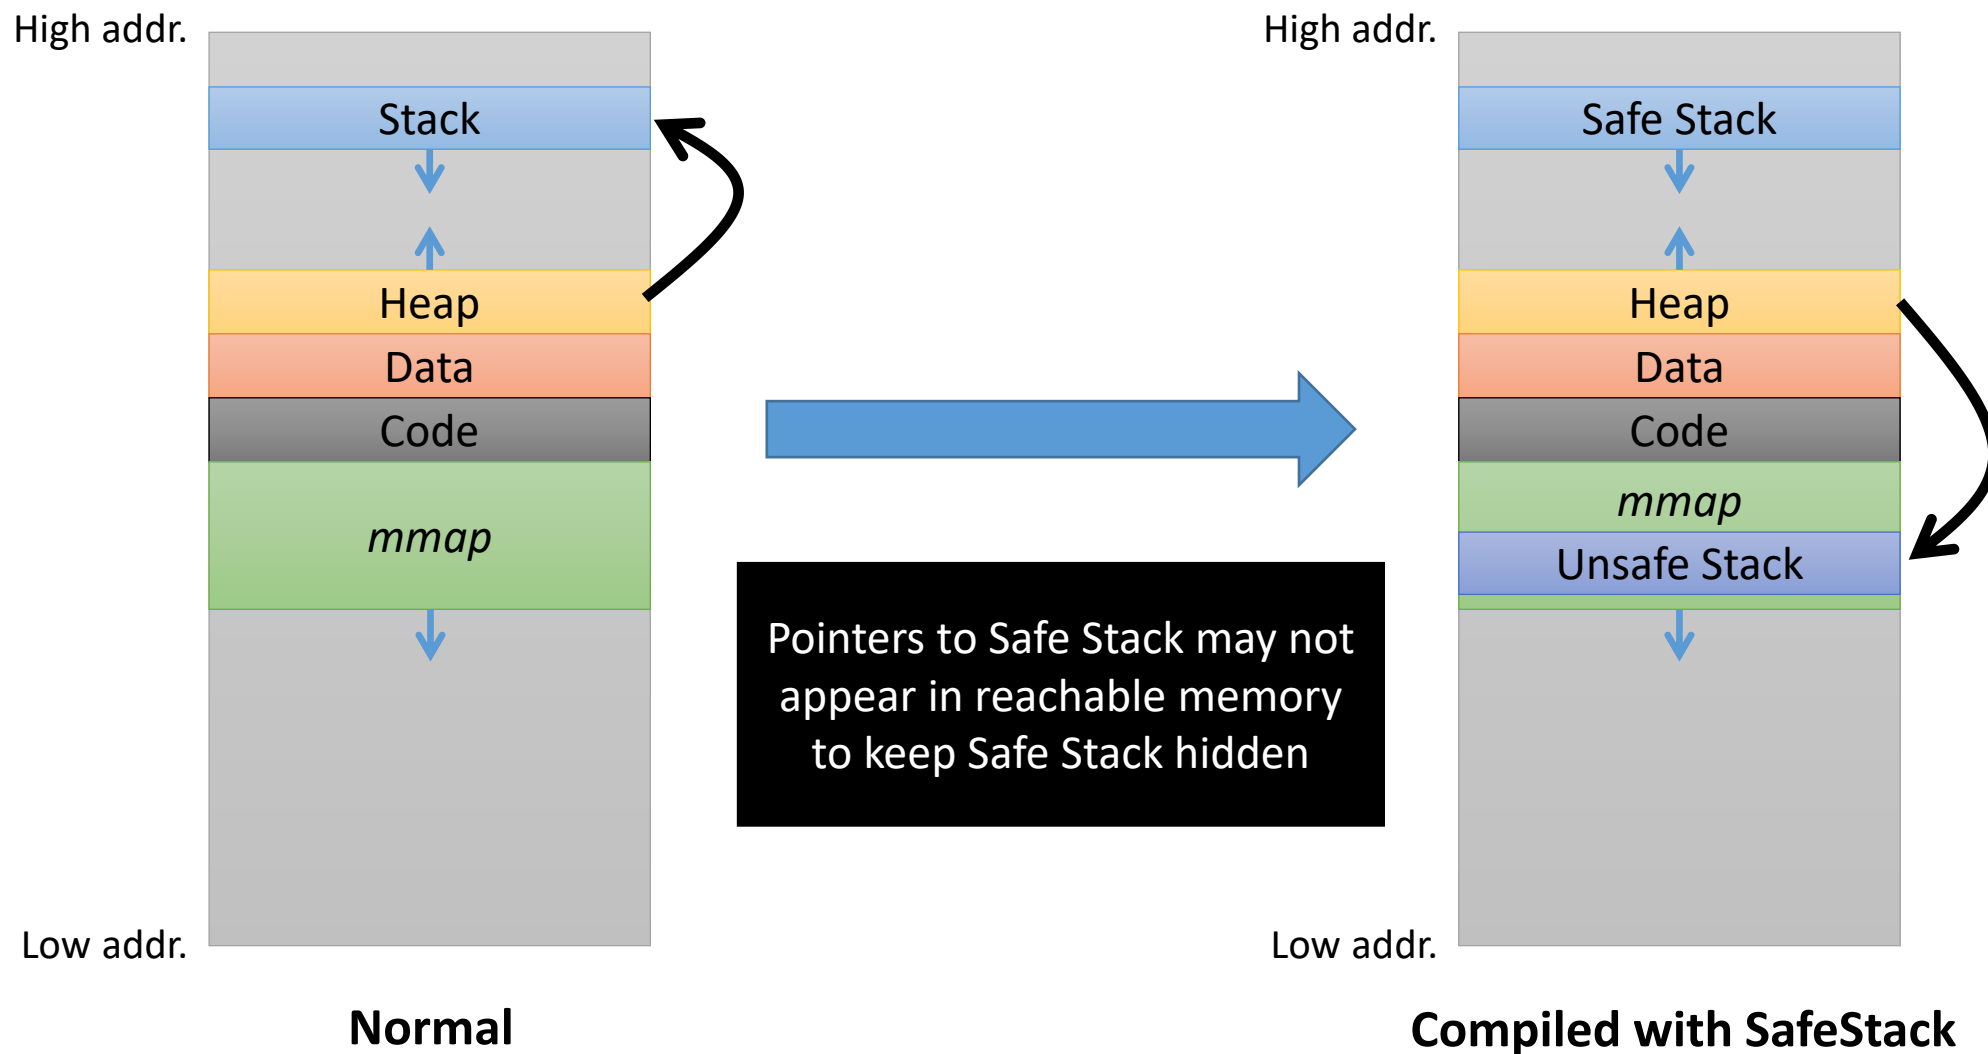 High addr.
Stack
Heap
Data
Code
mmap
Low addr.
Normal
Pointers to Safe Stack may not
appear in reachable memory
to keep Safe Stack hidden
High addr.
Safe Stack
Heap
Data
Code
mmap
Unsafe Stack
Low addr.
Compiled with SafeStack